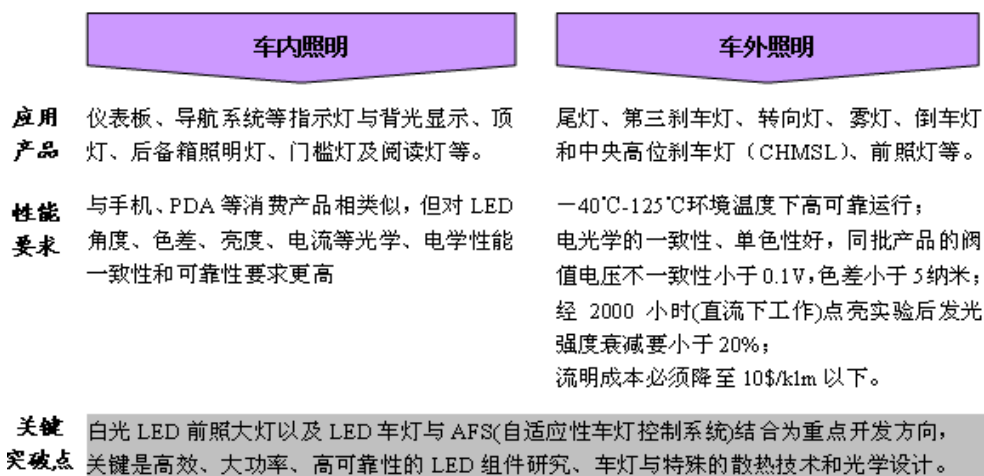 车内照明
车外照明
应用
产品
仪表板、导航系统等指示灯与背光显示、顶
灯、后备箱照明灯、门槛灯及阅读灯等。
尾灯、第三刹车灯、转向灯、雾灯、倒车灯
和中央高位刹车灯（CHMSL）、前照灯等。
性能
要求
与手机、PDA 等消费产品相类似，但对 LED
角度、色差、亮度、电流等光学、电学性能
一致性和可靠性要求更高
－40℃-125℃环境温度下高可靠运行；
电光学的一致性、单色性好，同批产品的阀
值电压不一致性小于 0.1V，色差小于 5纳米；
经 2000 小时(直流下工作)点亮实验后发光
强度衰减要小于 20%；
流明成本必须降至 10$/klm 以下。
关键
突破点
白光 LED 前照大灯以及 LED 车灯与 AFS(自适应性车灯控制系统)结合为重点开发方向，
关键是高效、大功率、高可靠性的 LED 组件研究、车灯与特殊的散热技术和光学设计。